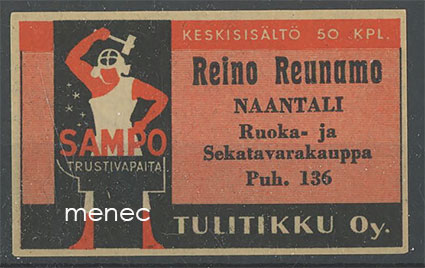 KESKISISÄLTÖ 50 KPL.
Reino Reunamo
NAANTALI
Ruoka- ja
Sekatavarakauppa
Puh. 136
SAMPO
TRUSTIVAPAITA
menec
TULITIKKU Oy.